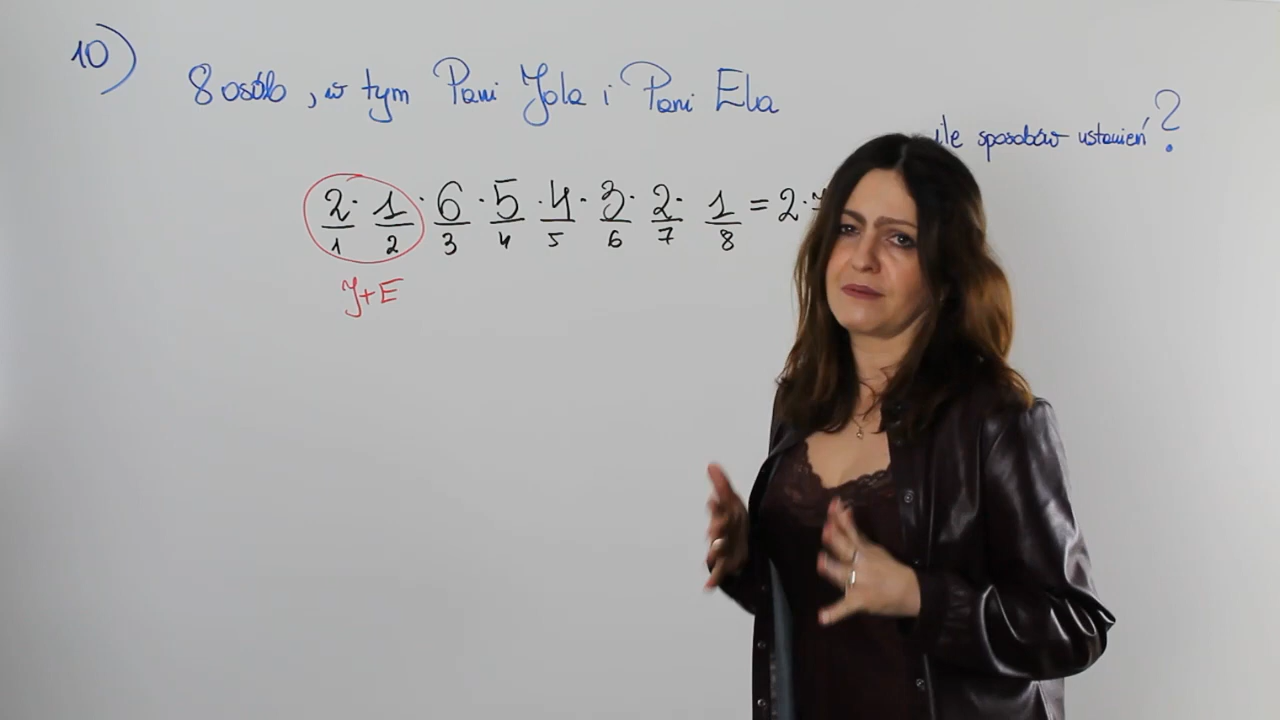 10)
8 osób, w tym Pani Jola i Pani Ela
ile sposobów ustawień?
2 · 1 · 6 · 5 · 4 · 3 · 2 · 1 = 2 ·
1 2 3 4 5 6 7 8
J+E